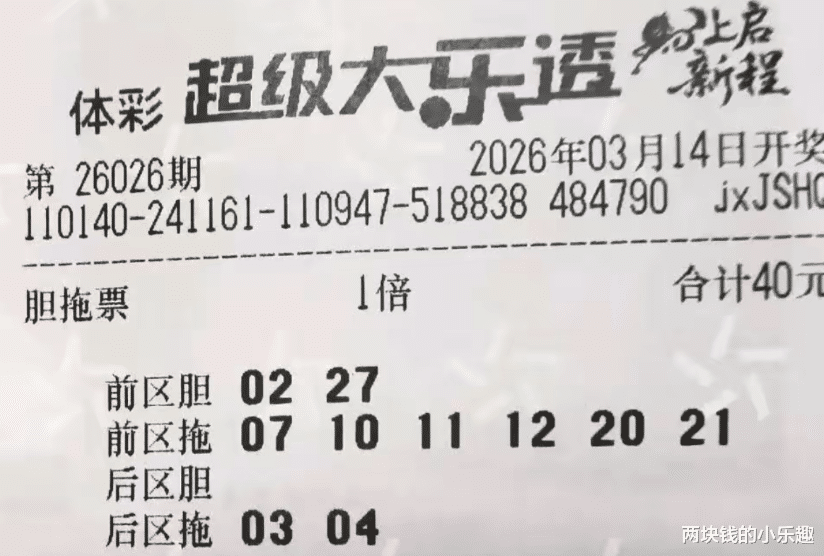 体彩 超级大乐透 马上启
新程
第 26026期 2026年03月14日开奖
110140-241161-110947-518838 484790 jxJSHQ
胆拖票 1倍 合计40元
前区胆 02 27
前区拖 07 10 11 12 20 21
后区胆
后区拖 03 04
两块钱的小乐趣